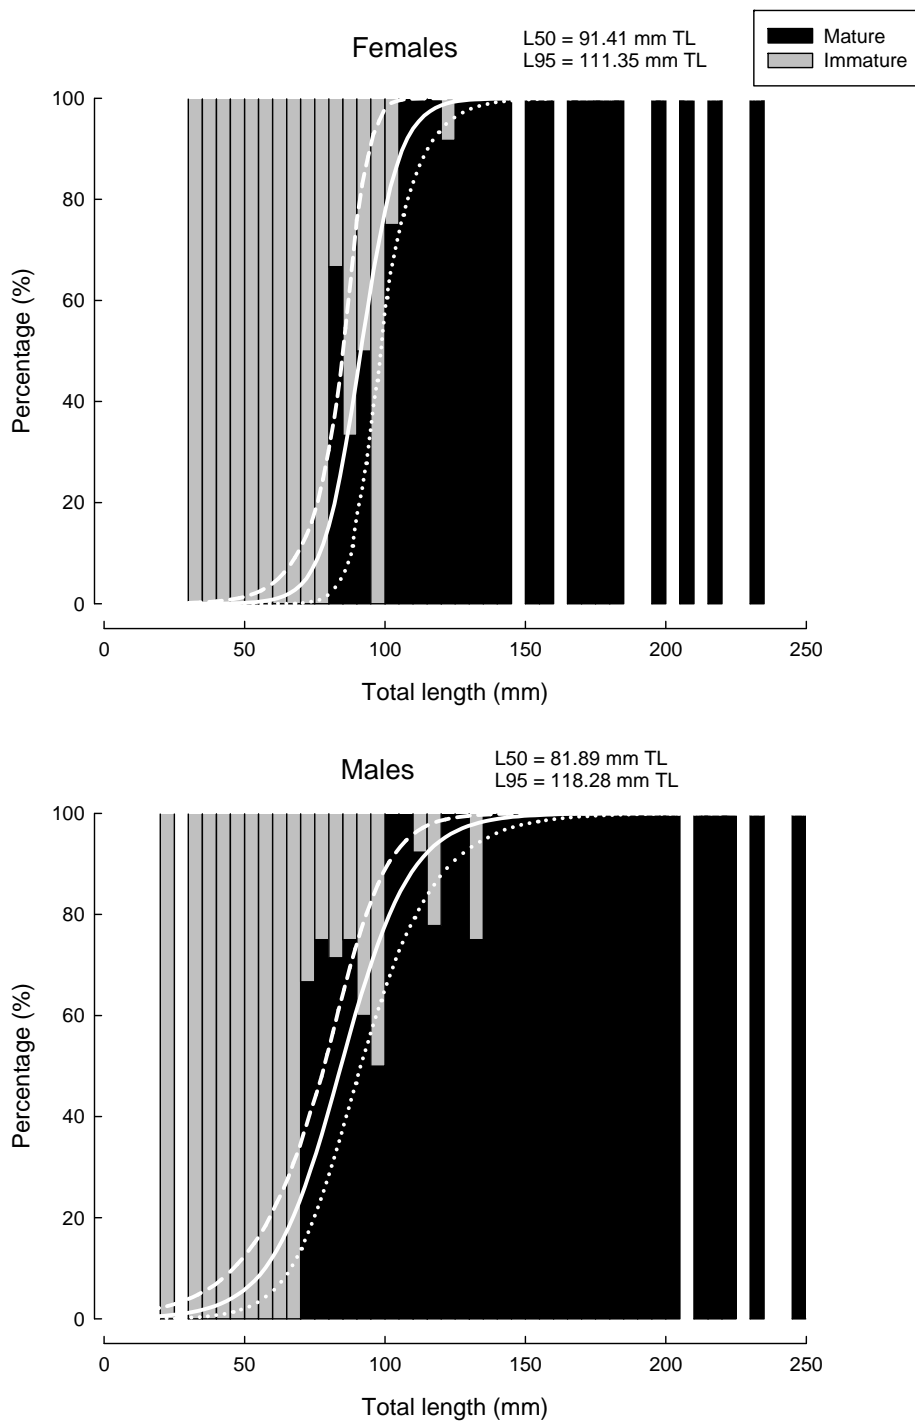 Females
L50 = 91.41 mm TL
L95 = 111.35 mm TL
Mature
Immature
100
80
60
40
20
0
Percentage (%)
0 50 100 150 200 250
Total length (mm)
Males
L50 = 81.89 mm TL
L95 = 118.28 mm TL
100
80
60
40
20
0
Percentage (%)
0 50 100 150 200 250
Total length (mm)